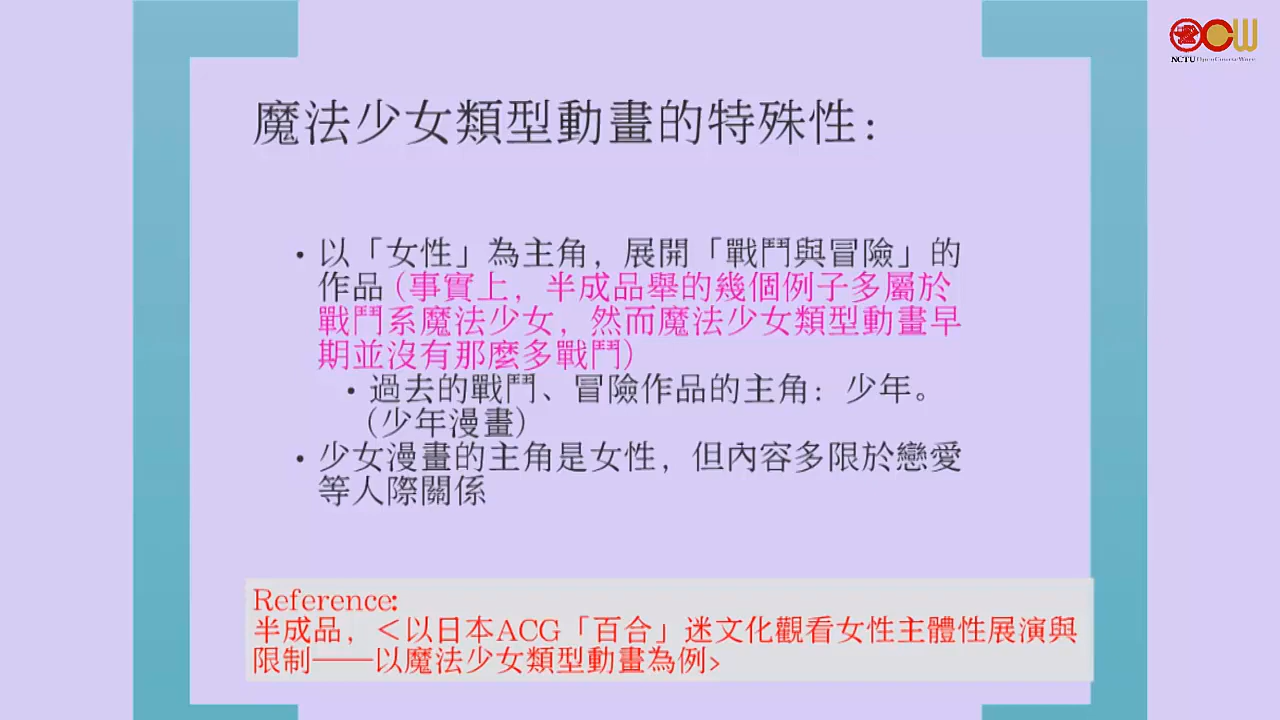 NCTU OpenCourseWare
魔法少女類型動畫的特殊性：
• 以「女性」為主角，展開「戰鬥與冒險」的
作品（事實上，半成品舉的幾個例子多屬於
戰鬥系魔法少女，然而魔法少女類型動畫早
期並沒有那麼多戰鬥）
• 過去的戰鬥、冒險作品的主角：少年。
（少年漫畫）
• 少女漫畫的主角是女性，但內容多限於戀愛
等人際關係
Reference:
半成品，＜以日本ACG「百合」迷文化觀看女性主體性展演與
限制——以魔法少女類型動畫為例>